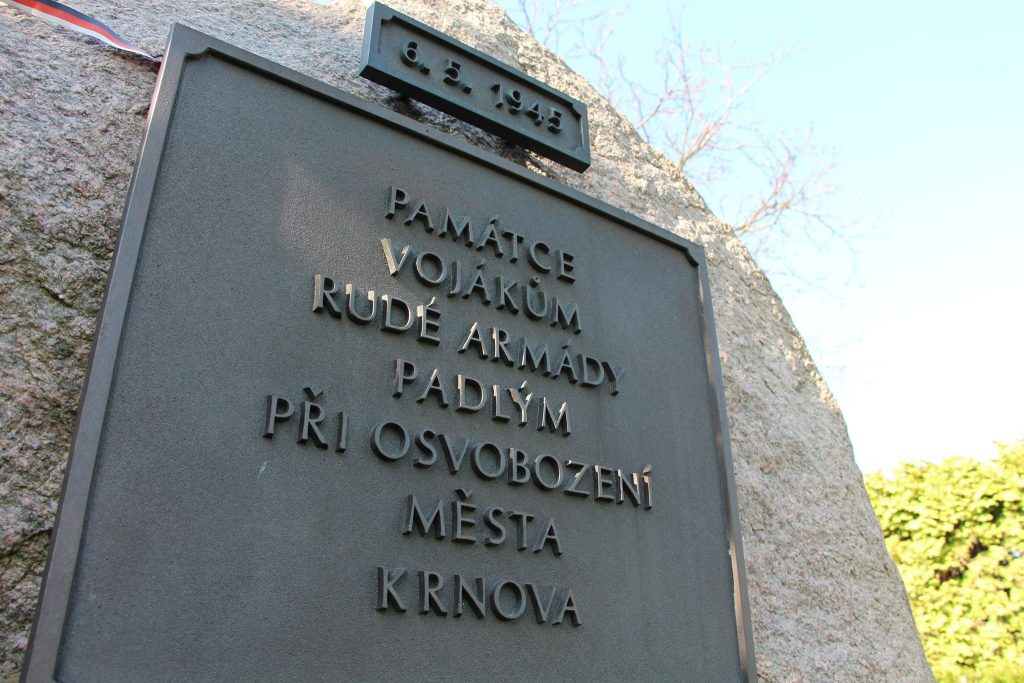 6. 5. 1945
PAMÁTCE
VOJÁKŮM
RUDÉ ARMÁDY
PADLÝM
PŘI OSVOBOZENÍ
MĚSTA
KRNOVA